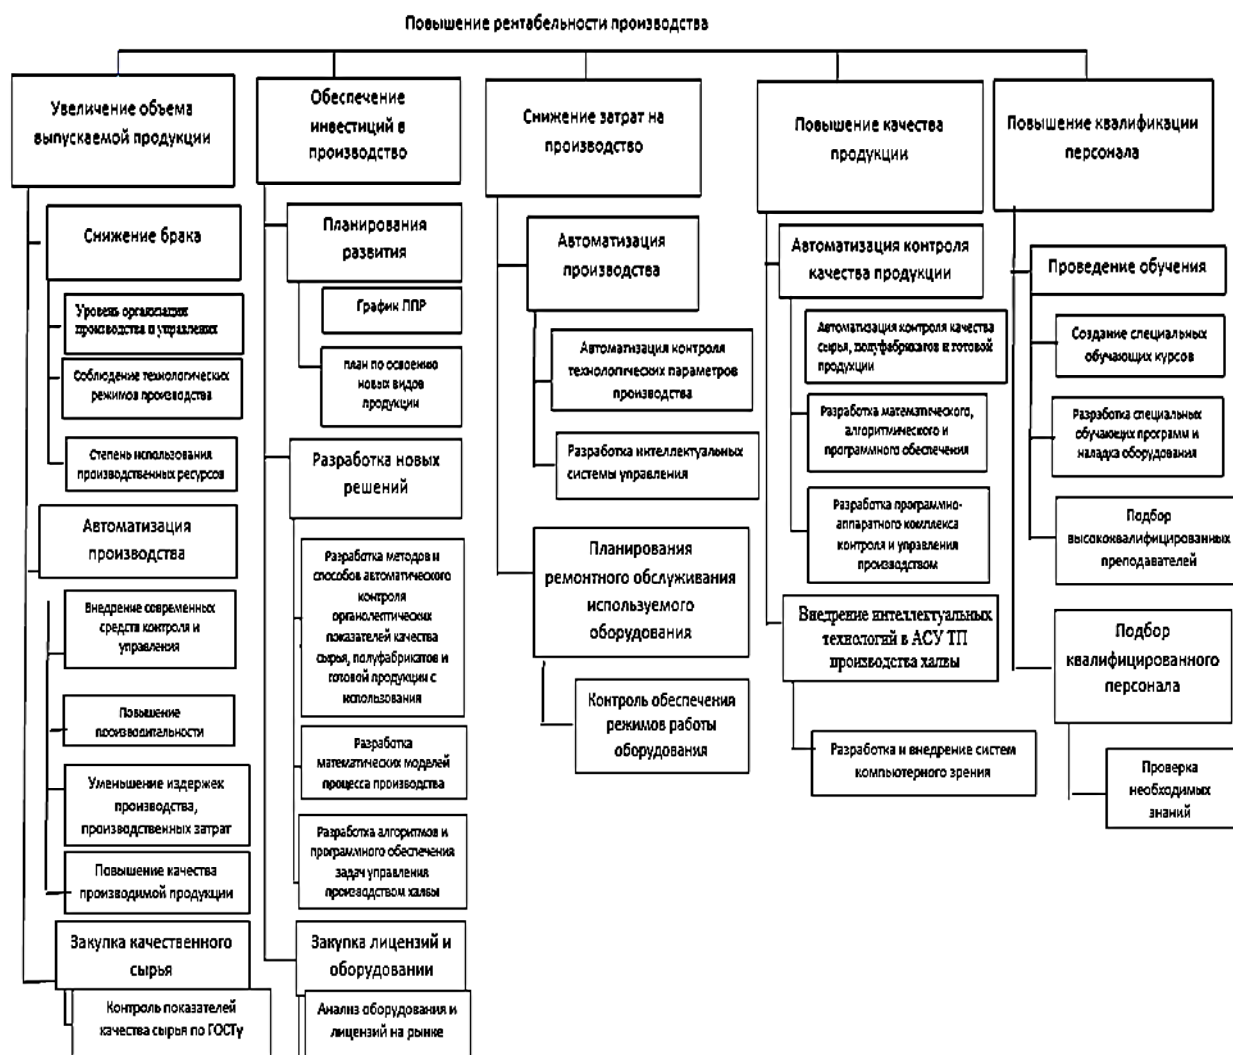 Повышение рентабельности производства
Увеличение объема
выпускаемой продукции
Снижение брака
Уровень организации
производства и управления
Соблюдение технологических
режимов производства
Степень использования
производственных ресурсов
Автоматизация
производства
Внедрение современных
средств контроля и
управления
Повышение
производительности
Уменьшение издержек
производства,
производственных затрат
Повышение качества
производимой продукции
Закупка качественного
сырья
Контроль показателей
качества сырья по ГОСТу
Обеспечение
инвестиций в
производство
Планирования
развития
График ППР
план по освоению
новых видов
продукции
Разработка новых
решений
Разработка методов и
способов автоматического
контроля
органолептических
показателей качества
сырья, полуфабрикатов и
готовой продукции с
использования
Разработка
математических моделей
процесса производства
Разработка алгоритмов и
программного обеспечения
задач управления
производством халвы
Закупка лицензий и
оборудовании
Анализ оборудования и
лицензий на рынке
Снижение затрат на
производство
Автоматизация
производства
Автоматизация контроля
технологических параметров
производства
Разработка интеллектуальных
системы управления
Планирования
ремонтного обслуживания
используемого
оборудования
Контроль обеспечения
режимов работы
оборудования
Повышение качества
продукции
Автоматизация контроля
качества продукции
Автоматизация контроля качества
сырья, полуфабрикатов и готовой
продукции
Разработка математического,
алгоритмического и
программного обеспечения
Разработка программно-
аппаратного комплекса
контроля и управления
производством
Внедрение интеллектуальных
технологий в АСУ ТП
производства халвы
Разработка и внедрение систем
компьютерного зрения
Повышение квалификации
персонала
Проведение обучения
Создание специальных
обучающих курсов
Разработка специальных
обучающих программ и
наладка оборудования
Подбор
высококвалифицированных
преподавателей
Подбор
квалифицированного
персонала
Проверка
необходимых
знаний